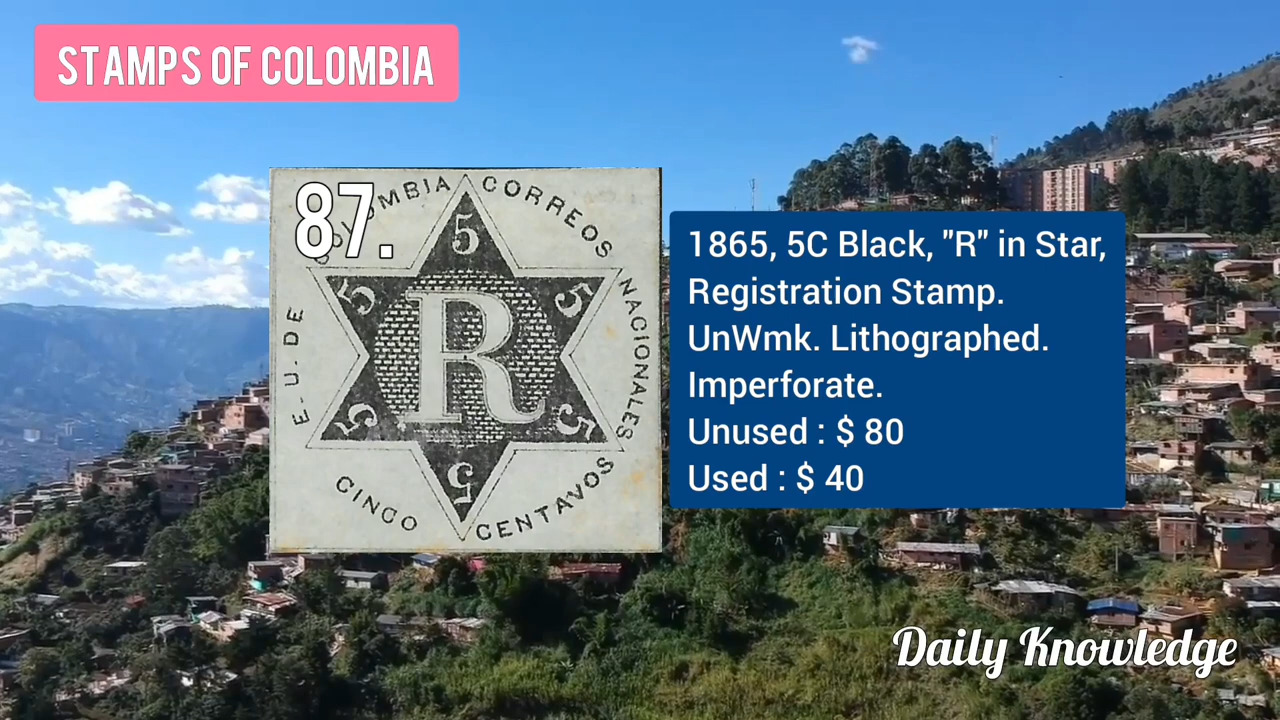 STAMPS OF COLOMBIA
87.
COLOMBIA CORREOS
NACIONALES
E. U. DE
5
5
5
R
5
5
5
CINCO
CENTAVOS
1865, 5C Black, "R" in Star,
Registration Stamp.
UnWmk. Lithographed.
Imperforate.
Unused : $ 80
Used : $ 40
Daily Knowledge